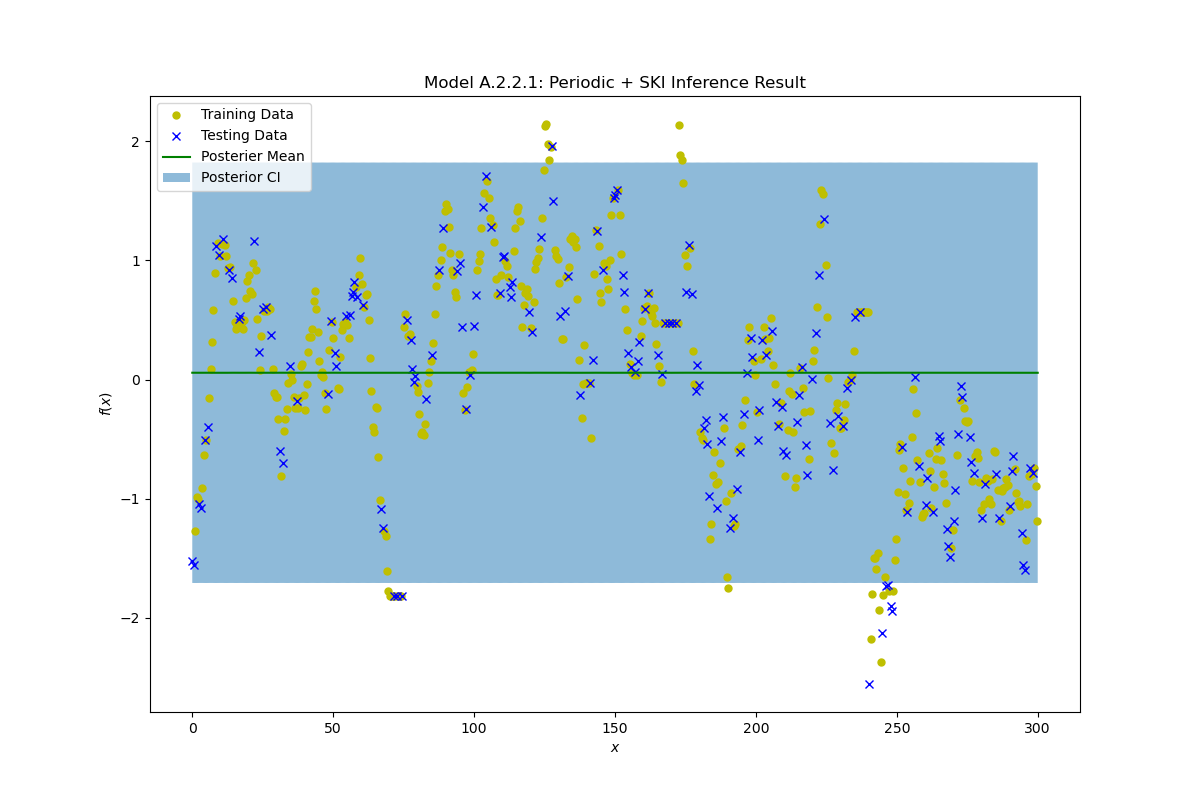 Model A.2.2.1: Periodic + SKI Inference Result
Training Data
Testing Data
Posterier Mean
Posterior CI
2
1
0
−1
−2
f(x)
0 50 100 150 200 250 300
x